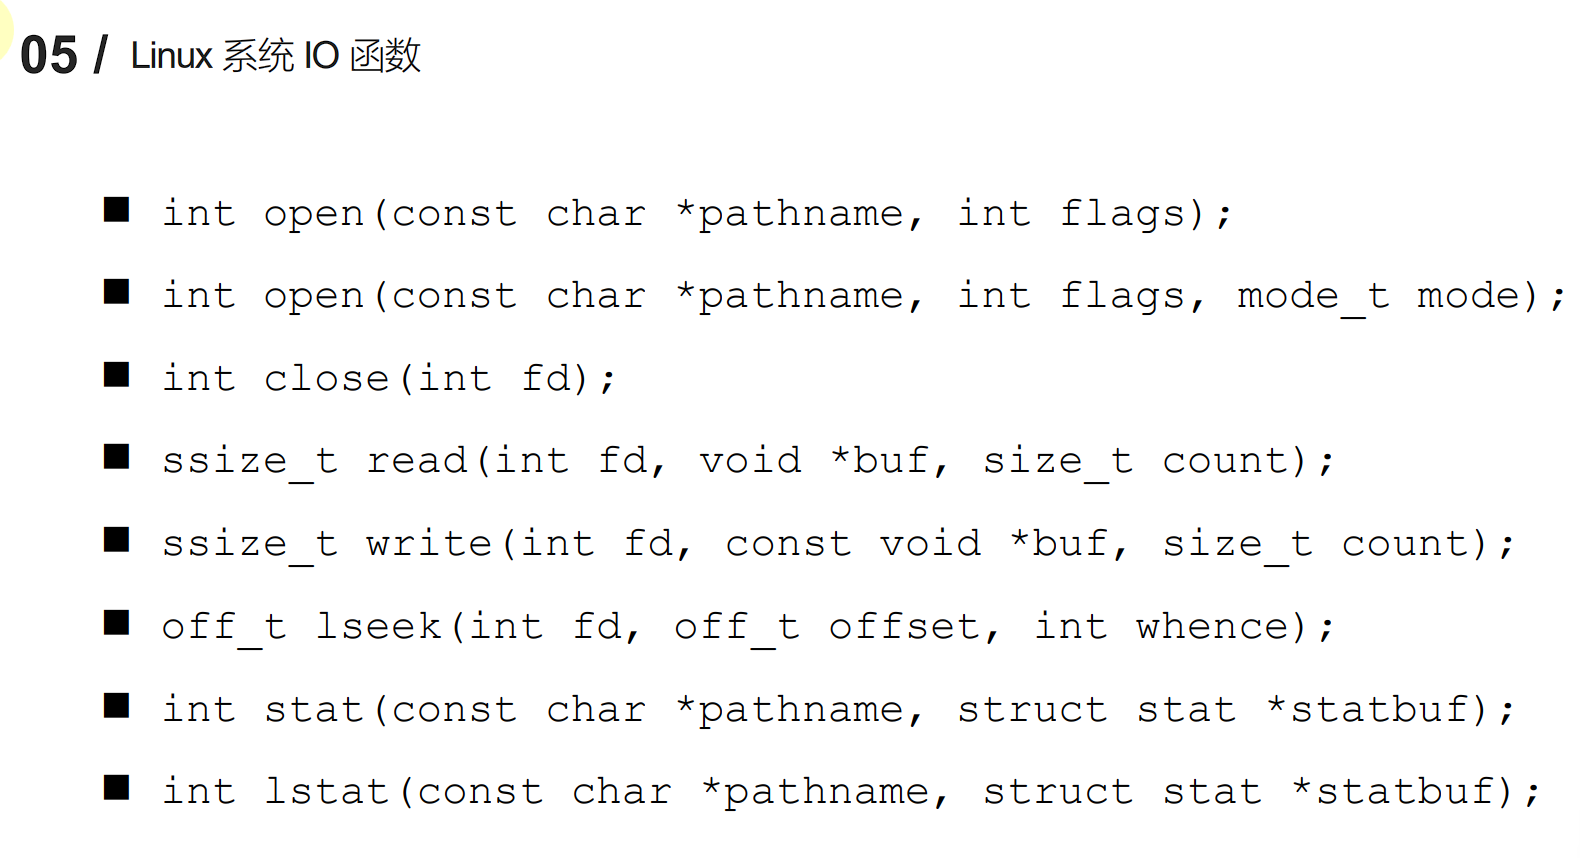 05 / Linux 系统 IO 函数
■ int open(const char *pathname, int flags);
■ int open(const char *pathname, int flags, mode_t mode);
■ int close(int fd);
■ ssize_t read(int fd, void *buf, size_t count);
■ ssize_t write(int fd, const void *buf, size_t count);
■ off_t lseek(int fd, off_t offset, int whence);
■ int stat(const char *pathname, struct stat *statbuf);
■ int lstat(const char *pathname, struct stat *statbuf);